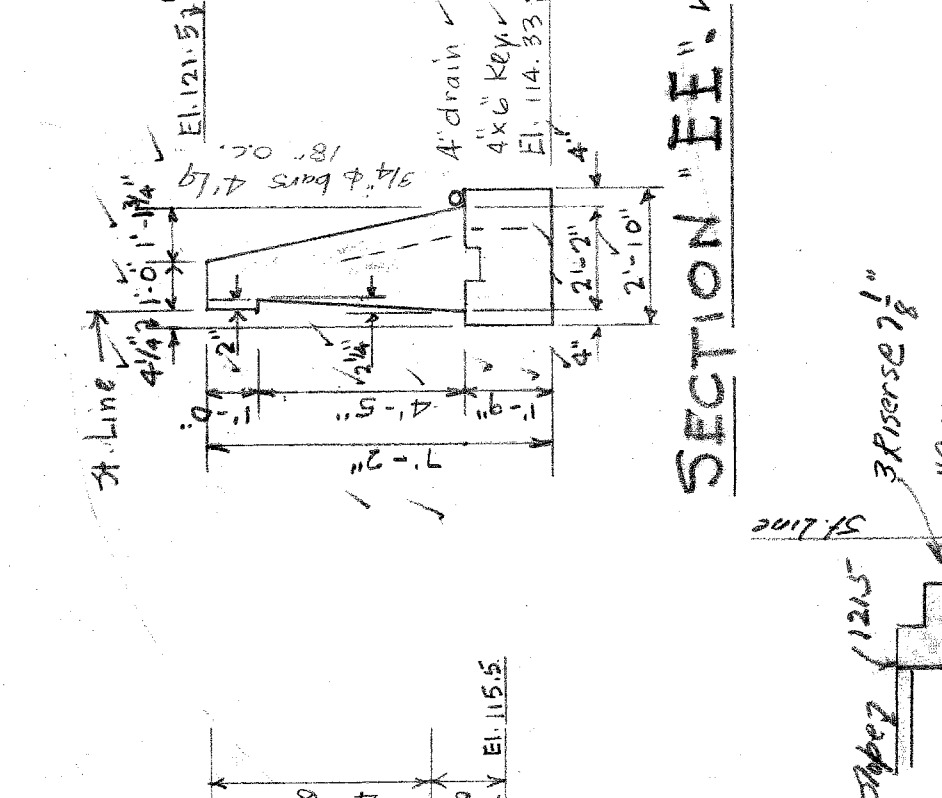 El. 121.5
3/4" ϕ bars 4' Lg
18" O.C.
4" drain
4"x6" Key
El. 114.33
St. Line
4 1/4"
1'-0"
1'-1 3/4"
2"
2 1/4"
1'-0"
4'-5"
1'-9"
7'-2"
4"
2'-2"
4"
2'-10"
SECTION "EE".
St. Line
3 Risers @ 7 1/8"
121.5
El. 115.5